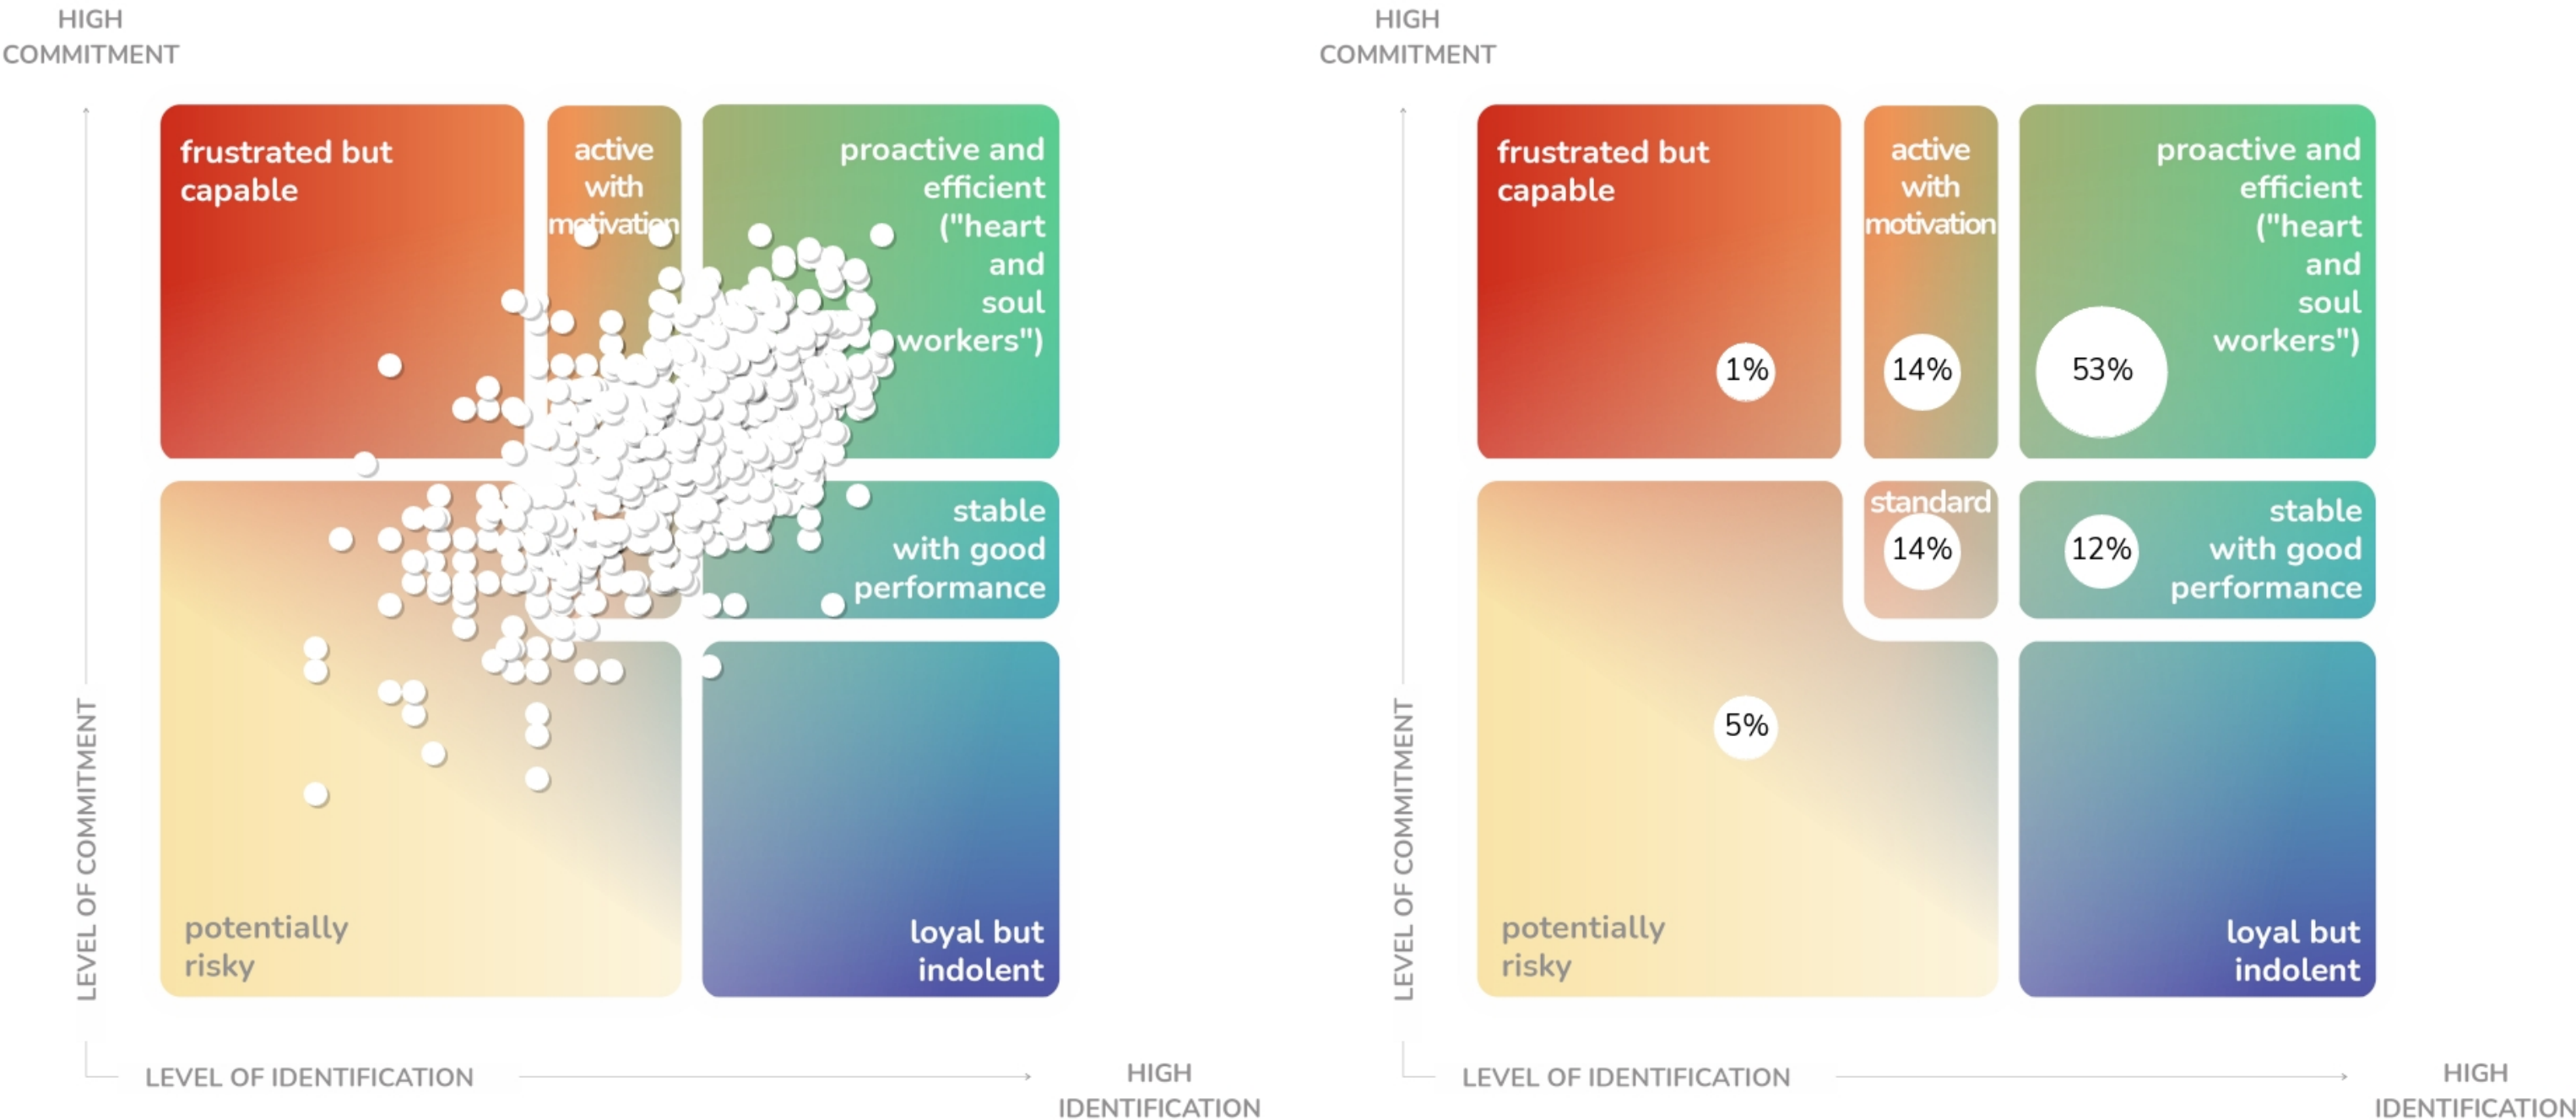 HIGH
COMMITMENT
frustrated but
capable
active
with
motivation
proactive and
efficient
("heart
and
soul
workers")
stable
with good
performance
potentially
risky
loyal but
indolent
LEVEL OF COMMITMENT
LEVEL OF IDENTIFICATION
HIGH
IDENTIFICATION
HIGH
COMMITMENT
frustrated but
capable
active
with
motivation
proactive and
efficient
("heart
and
soul
workers")
1%
14%
53%
standard
14%
12%
stable
with good
performance
5%
potentially
risky
loyal but
indolent
LEVEL OF COMMITMENT
LEVEL OF IDENTIFICATION
HIGH
IDENTIFICATION